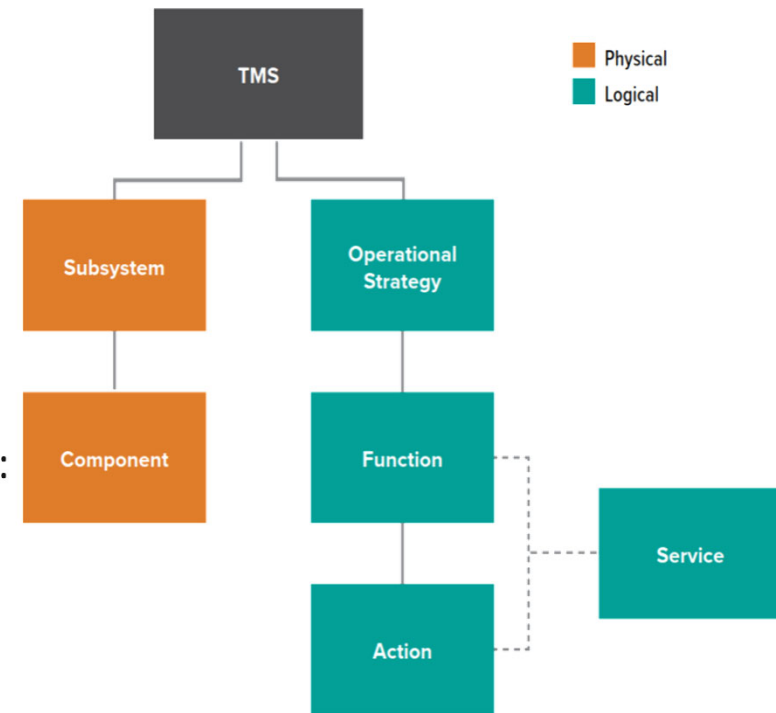 TMS
Physical
Logical
Subsystem
Operational
Strategy
:
Component
Function
Service
Action